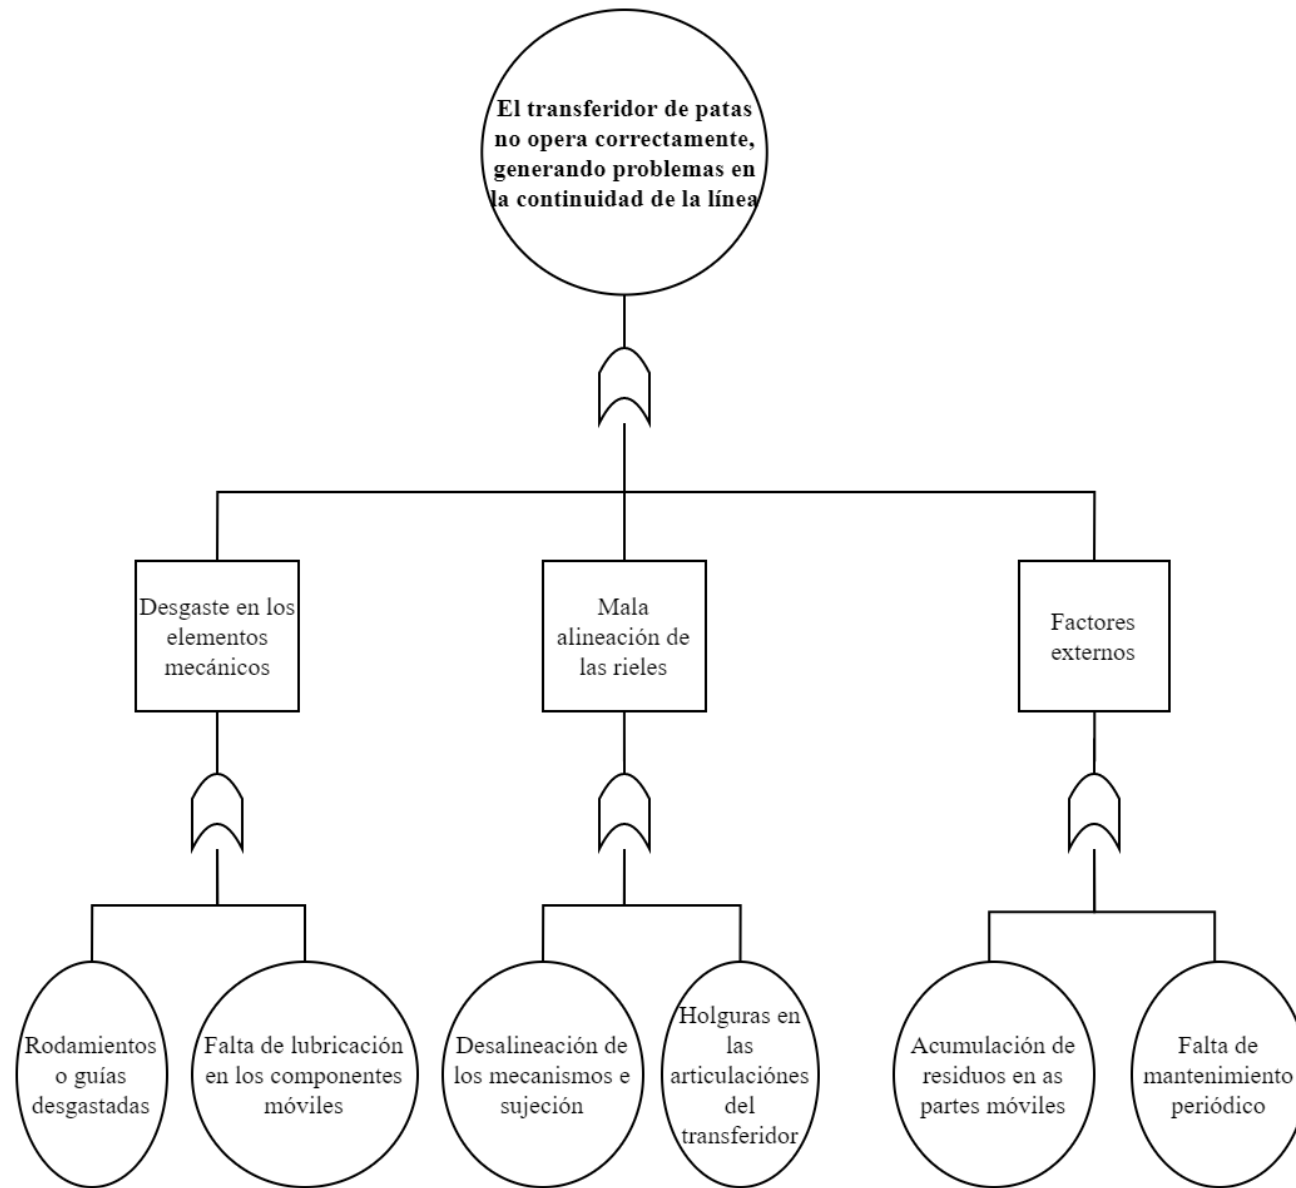 El transferidor de patas
no opera correctamente,
generando problemas en
la continuidad de la línea
Desgaste en los
elementos
mecánicos
Mala
alineación de
las rieles
Factores
externos
Rodamientos
o guías
desgastadas
Falta de lubricación
en los componentes
móviles
Desalineación de
los mecanismos e
sujeción
Holguras en
las
articulaciónes
del
transferidor
Acumulación de
residuos en as
partes móviles
Falta de
mantenimiento
periódico